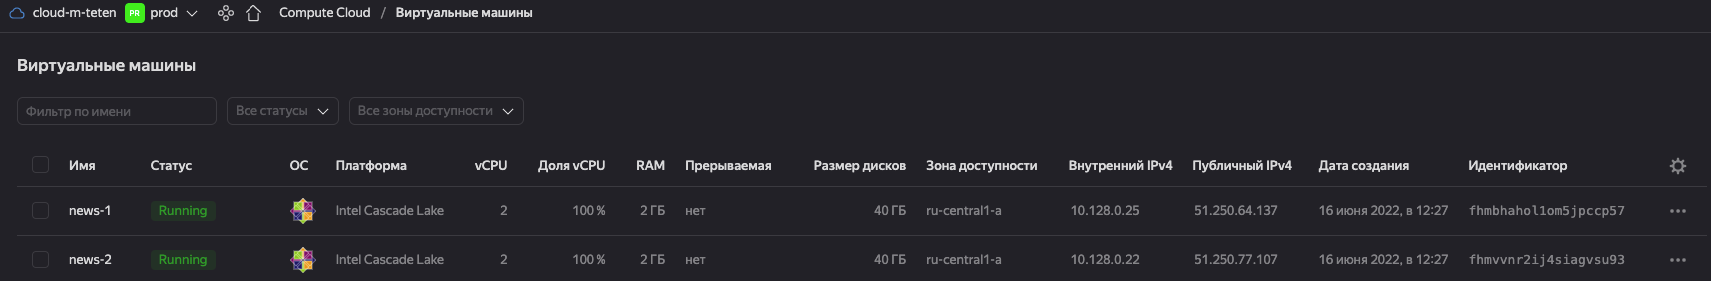 cloud-m-teten PR prod Compute Cloud / Виртуальные машины
Виртуальные машины
Фильтр по имени Все статусы Все зоны доступности
Имя Статус ОС Платформа vCPU Доля vCPU RAM Прерываемая Размер дисков Зона доступности Внутренний IPv4 Публичный IPv4 Дата создания Идентификатор
news-1 Running Intel Cascade Lake 2 100 % 2 ГБ нет 40 ГБ ru-central1-a 10.128.0.25 51.250.64.137 16 июня 2022, в 12:27 fhmbhahol1om5jpccp57
news-2 Running Intel Cascade Lake 2 100 % 2 ГБ нет 40 ГБ ru-central1-a 10.128.0.22 51.250.77.107 16 июня 2022, в 12:27 fhmvvnr2ij4siagvsu93